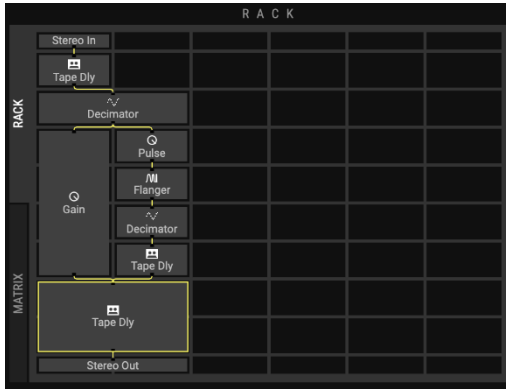 RACK
RACK
MATRIX
Stereo In
Tape Dly
Decimator
Pulse
Flanger
Gain
Decimator
Tape Dly
Tape Dly
Stereo Out